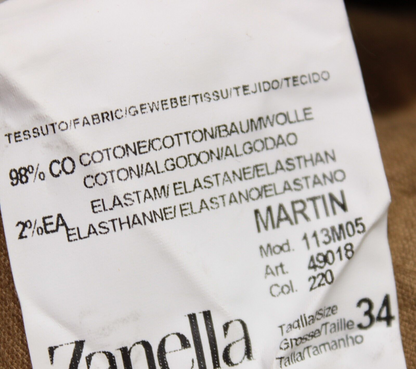 TESSUTO/FABRIC/GEWEBE/TISSU/TEJIDO/TECIDO
98% CO COTONE/COTTON/BAUMWOLLE
COTON/ALGODON/ALGODAO
2%EA ELASTAM/ ELASTANE/ELASTHAN
ELASTHANNE/ ELASTANO/ELASTANO
MARTIN
Mod. 113M05
Art. 49018
Col. 220
Zanella
Taglia/Size 34
Grosse/Taille
Talla/Tamanho